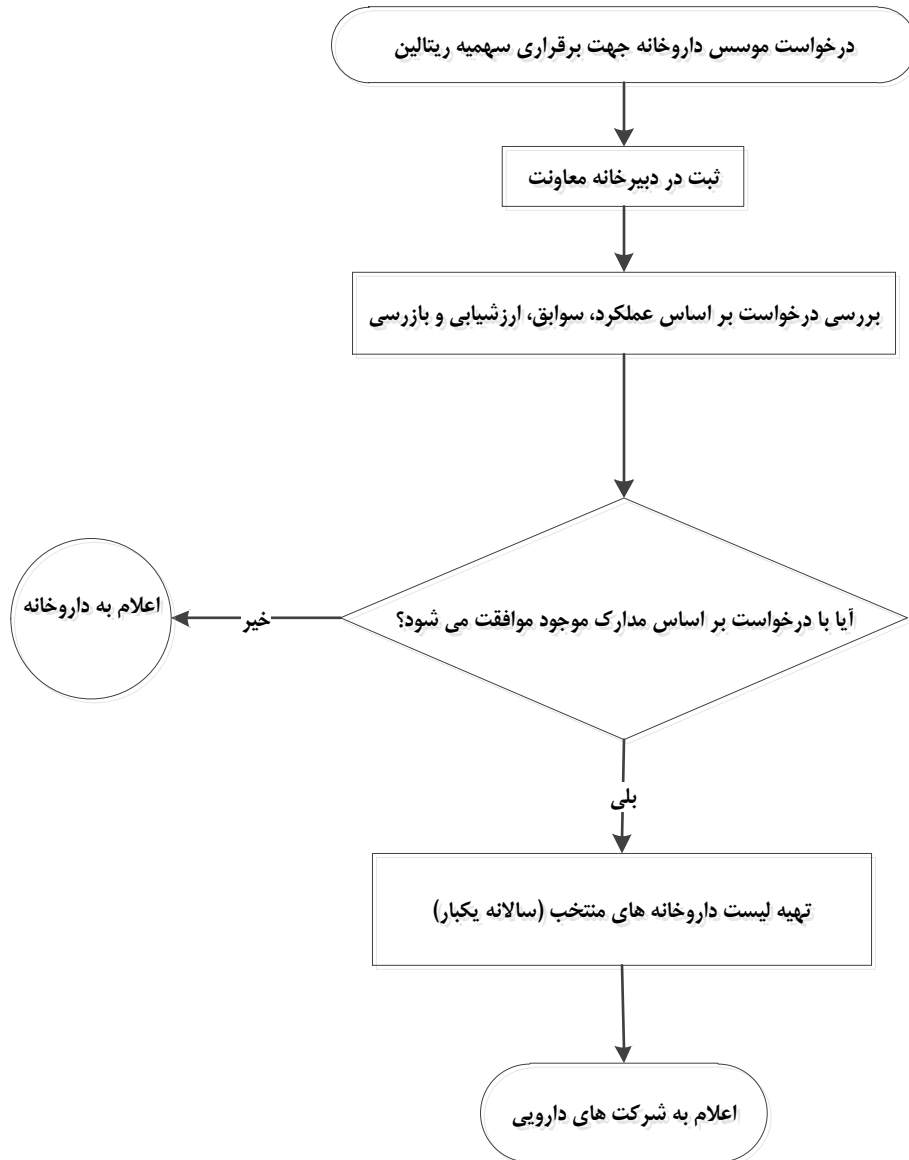 درخواست موسس داروخانه جهت برقراری سهمیه ریتالین
ثبت در دبیرخانه معاونت
بررسی درخواست بر اساس عملکرد، سوابق، ارزشیابی و بازرسی
آیا با درخواست بر اساس مدارک موجود موافقت می شود؟
خیر
اعلام به داروخانه
بلی
تهیه لیست داروخانه های منتخب (سالانه یکبار)
اعلام به شرکت های دارویی